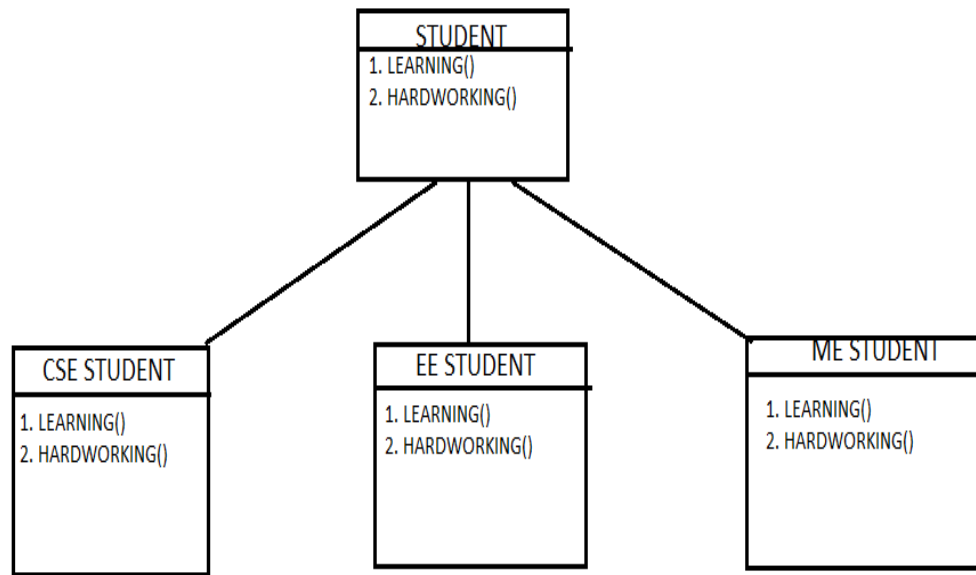 STUDENT
1. LEARNING()
2. HARDWORKING()
CSE STUDENT
1. LEARNING()
2. HARDWORKING()
EE STUDENT
1. LEARNING()
2. HARDWORKING()
ME STUDENT
1. LEARNING()
2. HARDWORKING()